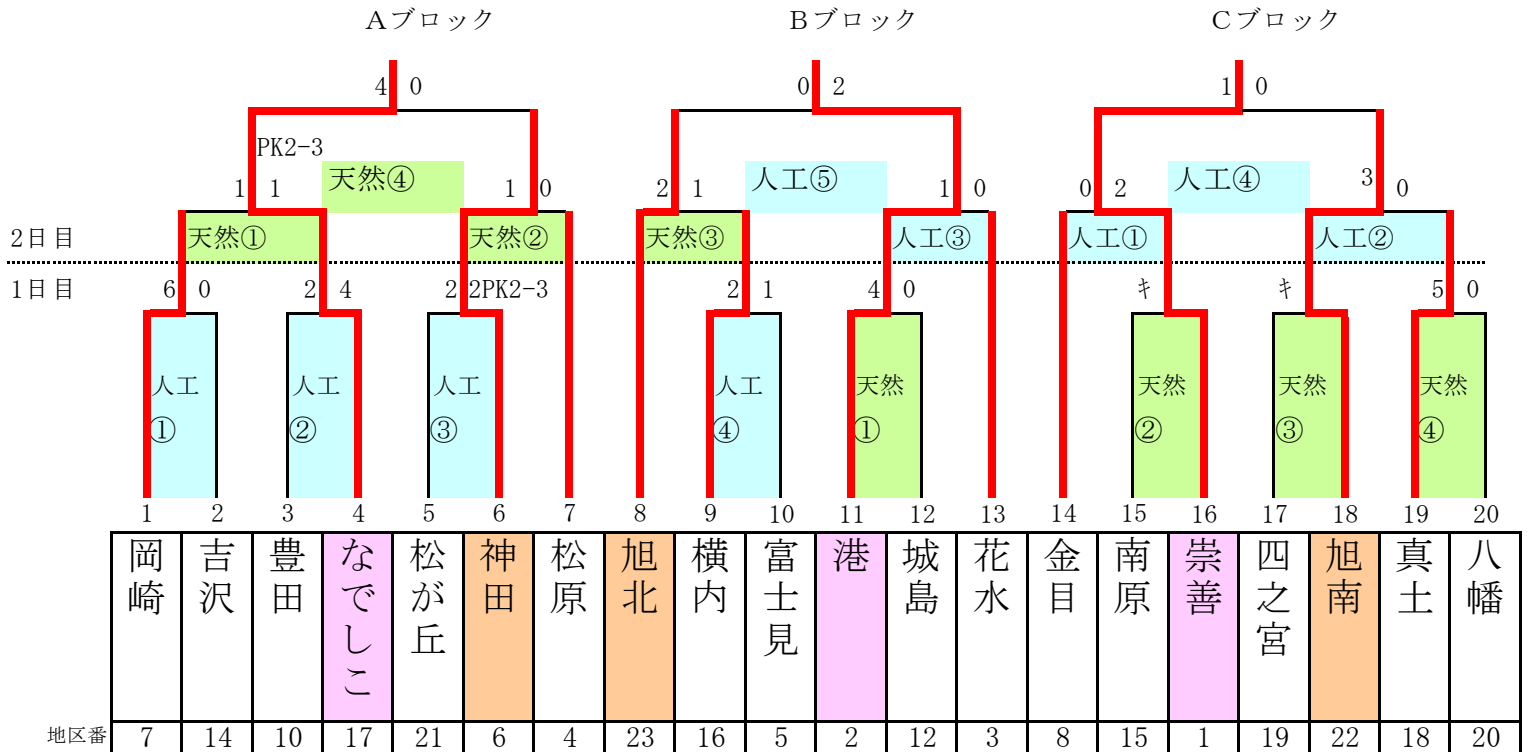 Aブロック Bブロック Cブロック
4 0 0 2 1 0
PK2-3
1 1 天然④ 1 0 2 1 人工⑤ 1 0 0 2 人工④ 3 0
2日目 天然① 天然② 天然③ 人工③ 人工① 人工②
1日目 6 0 2 4 2 2PK2-3 2 1 4 0 ｷ ｷ 5 0
人工 人工 人工 人工 天然 天然 天然 天然
① ② ③ ④ ① ② ③ ④
1 2 3 4 5 6 7 8 9 10 11 12 13 14 15 16 17 18 19 20
岡崎 吉沢 豊田 なでしこ 松が丘 神田 松原 旭北 横内 富士見 港 城島 花水 金目 南原 崇善 四之宮 旭南 真土 八幡
地区番 7 14 10 17 21 6 4 23 16 5 2 12 3 8 15 1 19 22 18 20